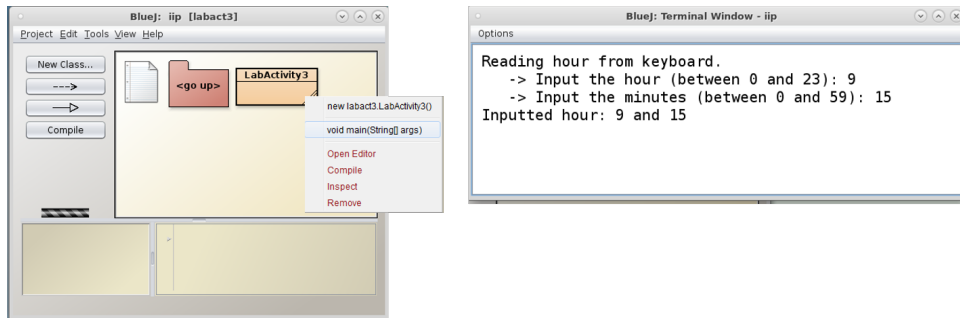 BlueJ: iip [labact3]
Project Edit Tools View Help
New Class...
Compile
<go up>
LabActivity3
new labact3.LabActivity3()
void main(String[] args)
Open Editor
Compile
Inspect
Remove
BlueJ: Terminal Window - iip
Options
Reading hour from keyboard.
-> Input the hour (between 0 and 23): 9
-> Input the minutes (between 0 and 59): 15
Inputted hour: 9 and 15